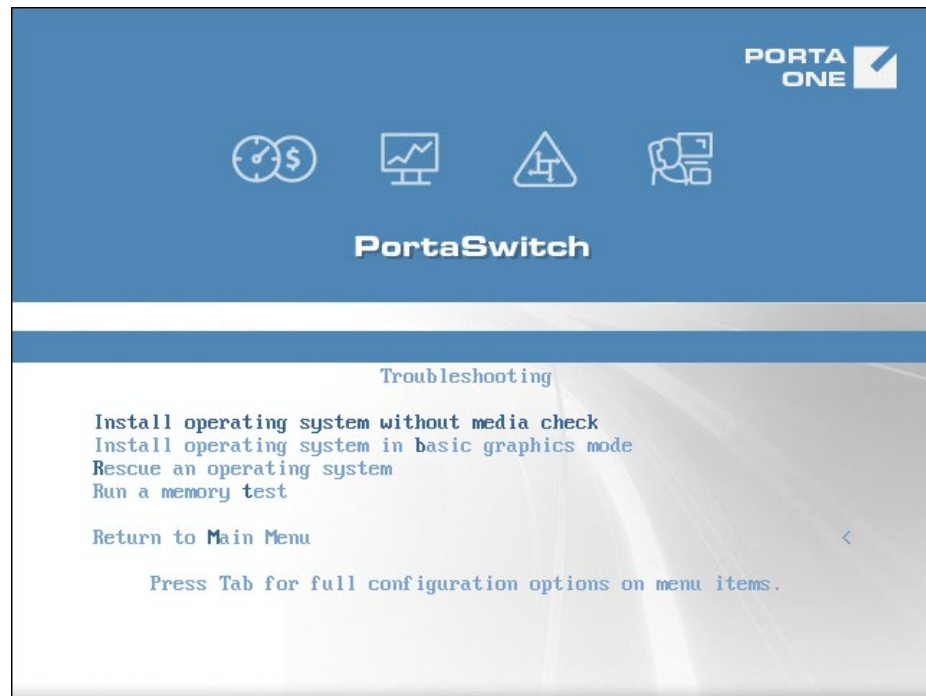 PORTA
ONE
$
PortaSwitch
Troubleshooting
Install operating system without media check
Install operating system in basic graphics mode
Rescue an operating system
Run a memory test
Return to Main Menu <
Press Tab for full configuration options on menu items.